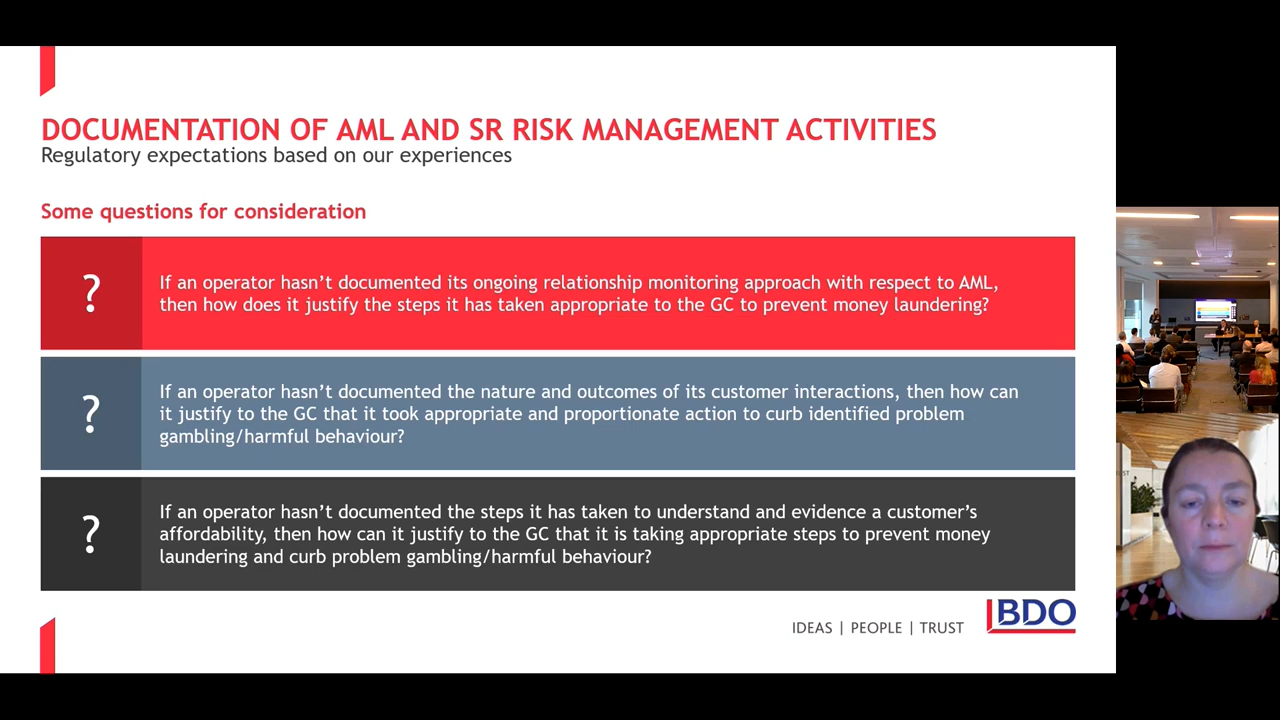 DOCUMENTATION OF AML AND SR RISK MANAGEMENT ACTIVITIES
Regulatory expectations based on our experiences
Some questions for consideration
?
If an operator hasn't documented its ongoing relationship monitoring approach with respect to AML,
then how does it justify the steps it has taken appropriate to the GC to prevent money laundering?
?
If an operator hasn't documented the nature and outcomes of its customer interactions, then how can
it justify to the GC that it took appropriate and proportionate action to curb identified problem
gambling/harmful behaviour?
?
If an operator hasn't documented the steps it has taken to understand and evidence a customer's
affordability, then how can it justify to the GC that it is taking appropriate steps to prevent money
laundering and curb problem gambling/harmful behaviour?
IDEAS | PEOPLE | TRUST
BDO